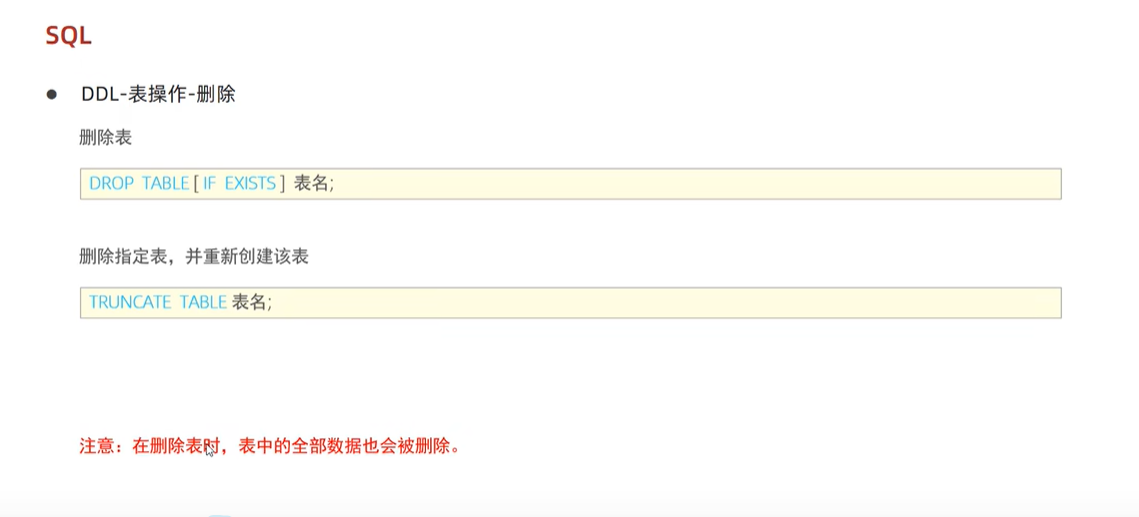 SQL
DDL-表操作-删除
删除表
DROP TABLE [ IF EXISTS ] 表名;
删除指定表，并重新创建该表
TRUNCATE TABLE 表名;
注意：在删除表时，表中的全部数据也会被删除。